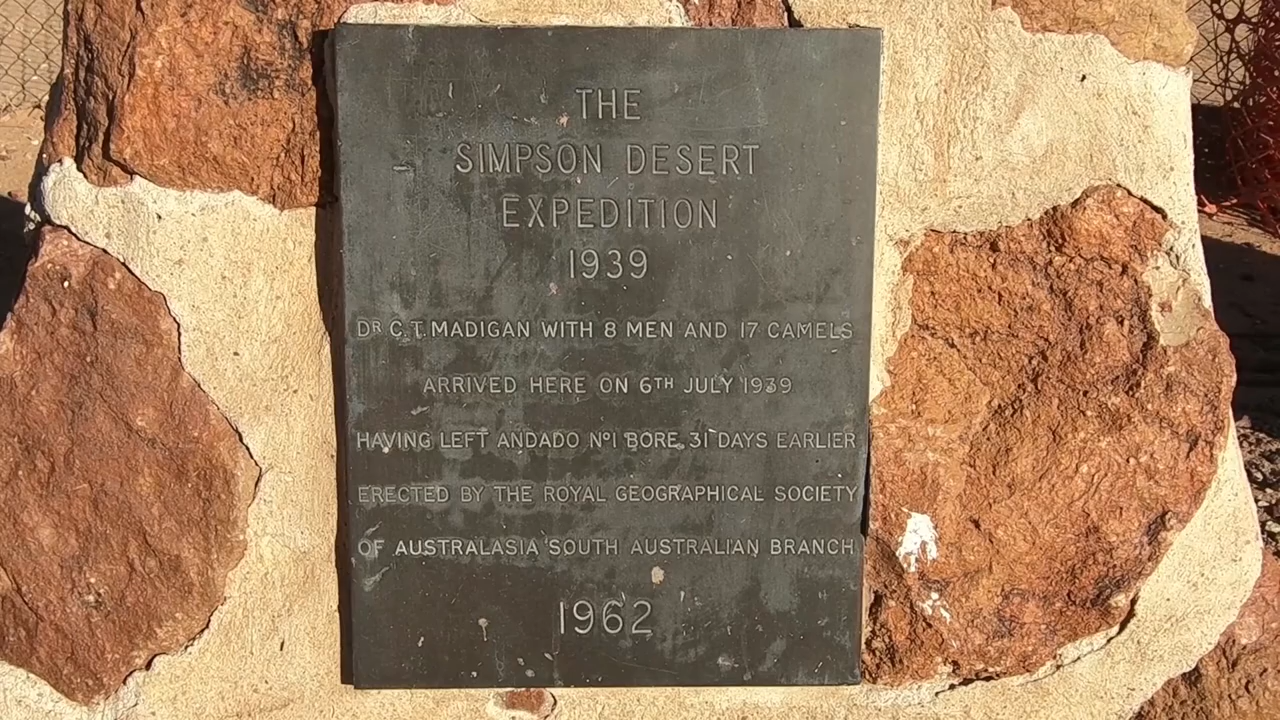 THE
SIMPSON DESERT
EXPEDITION
1939
DR C.T. MADIGAN WITH 8 MEN AND 17 CAMELS
ARRIVED HERE ON 6TH JULY 1939
HAVING LEFT ANDADO Nº1 BORE 31 DAYS EARLIER
ERECTED BY THE ROYAL GEOGRAPHICAL SOCIETY
OF AUSTRALASIA SOUTH AUSTRALIAN BRANCH
1962